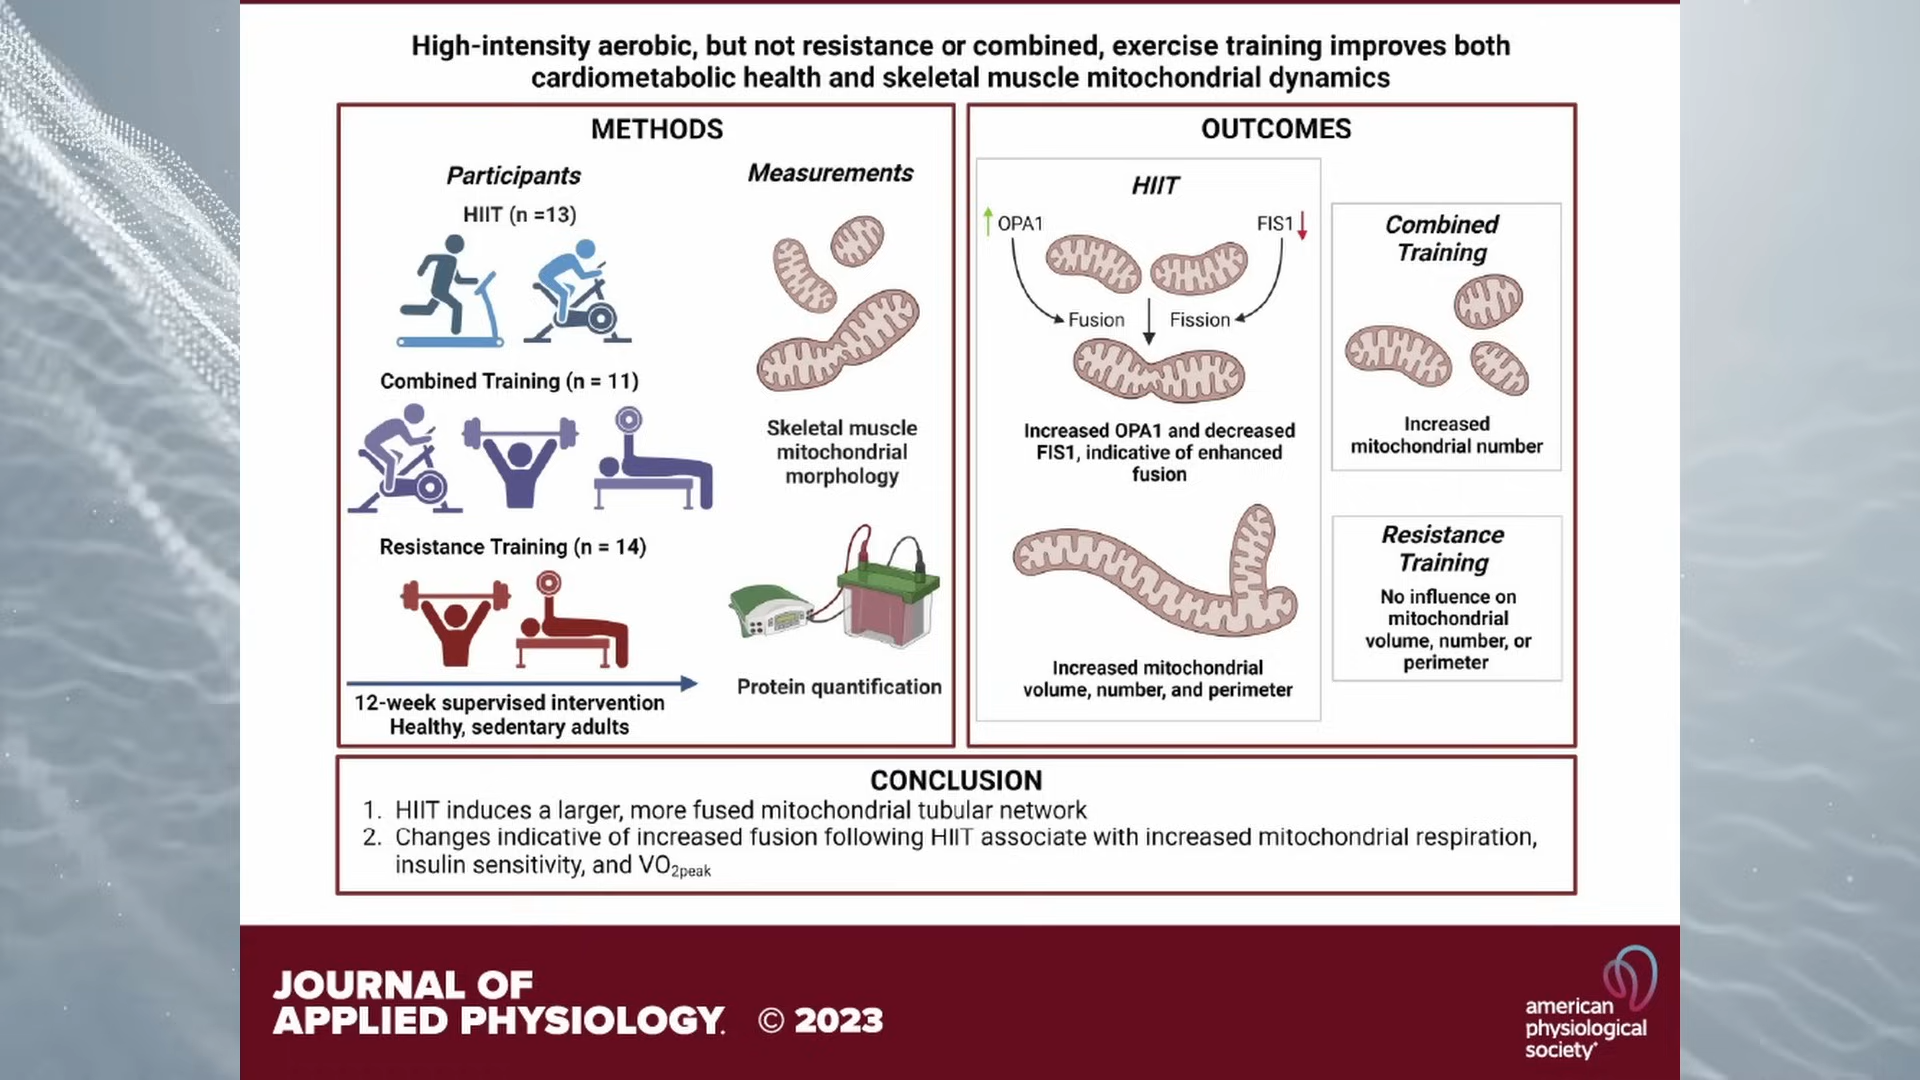 High-intensity aerobic, but not resistance or combined, exercise training improves both
cardiometabolic health and skeletal muscle mitochondrial dynamics
METHODS
Participants
HIIT (n =13)
Combined Training (n = 11)
Resistance Training (n = 14)
12-week supervised intervention
Healthy, sedentary adults
Measurements
Skeletal muscle
mitochondrial
morphology
Protein quantification
OUTCOMES
HIIT
OPA1
FIS1
Fusion
Fission
Increased OPA1 and decreased
FIS1, indicative of enhanced
fusion
Increased mitochondrial
volume, number, and perimeter
Combined
Training
Increased
mitochondrial number
Resistance
Training
No influence on
mitochondrial
volume, number, or
perimeter
CONCLUSION
1. HIIT induces a larger, more fused mitochondrial tubular network
2. Changes indicative of increased fusion following HIIT associate with increased mitochondrial respiration,
insulin sensitivity, and VO2peak
JOURNAL OF
APPLIED PHYSIOLOGY. © 2023
american
physiological
society